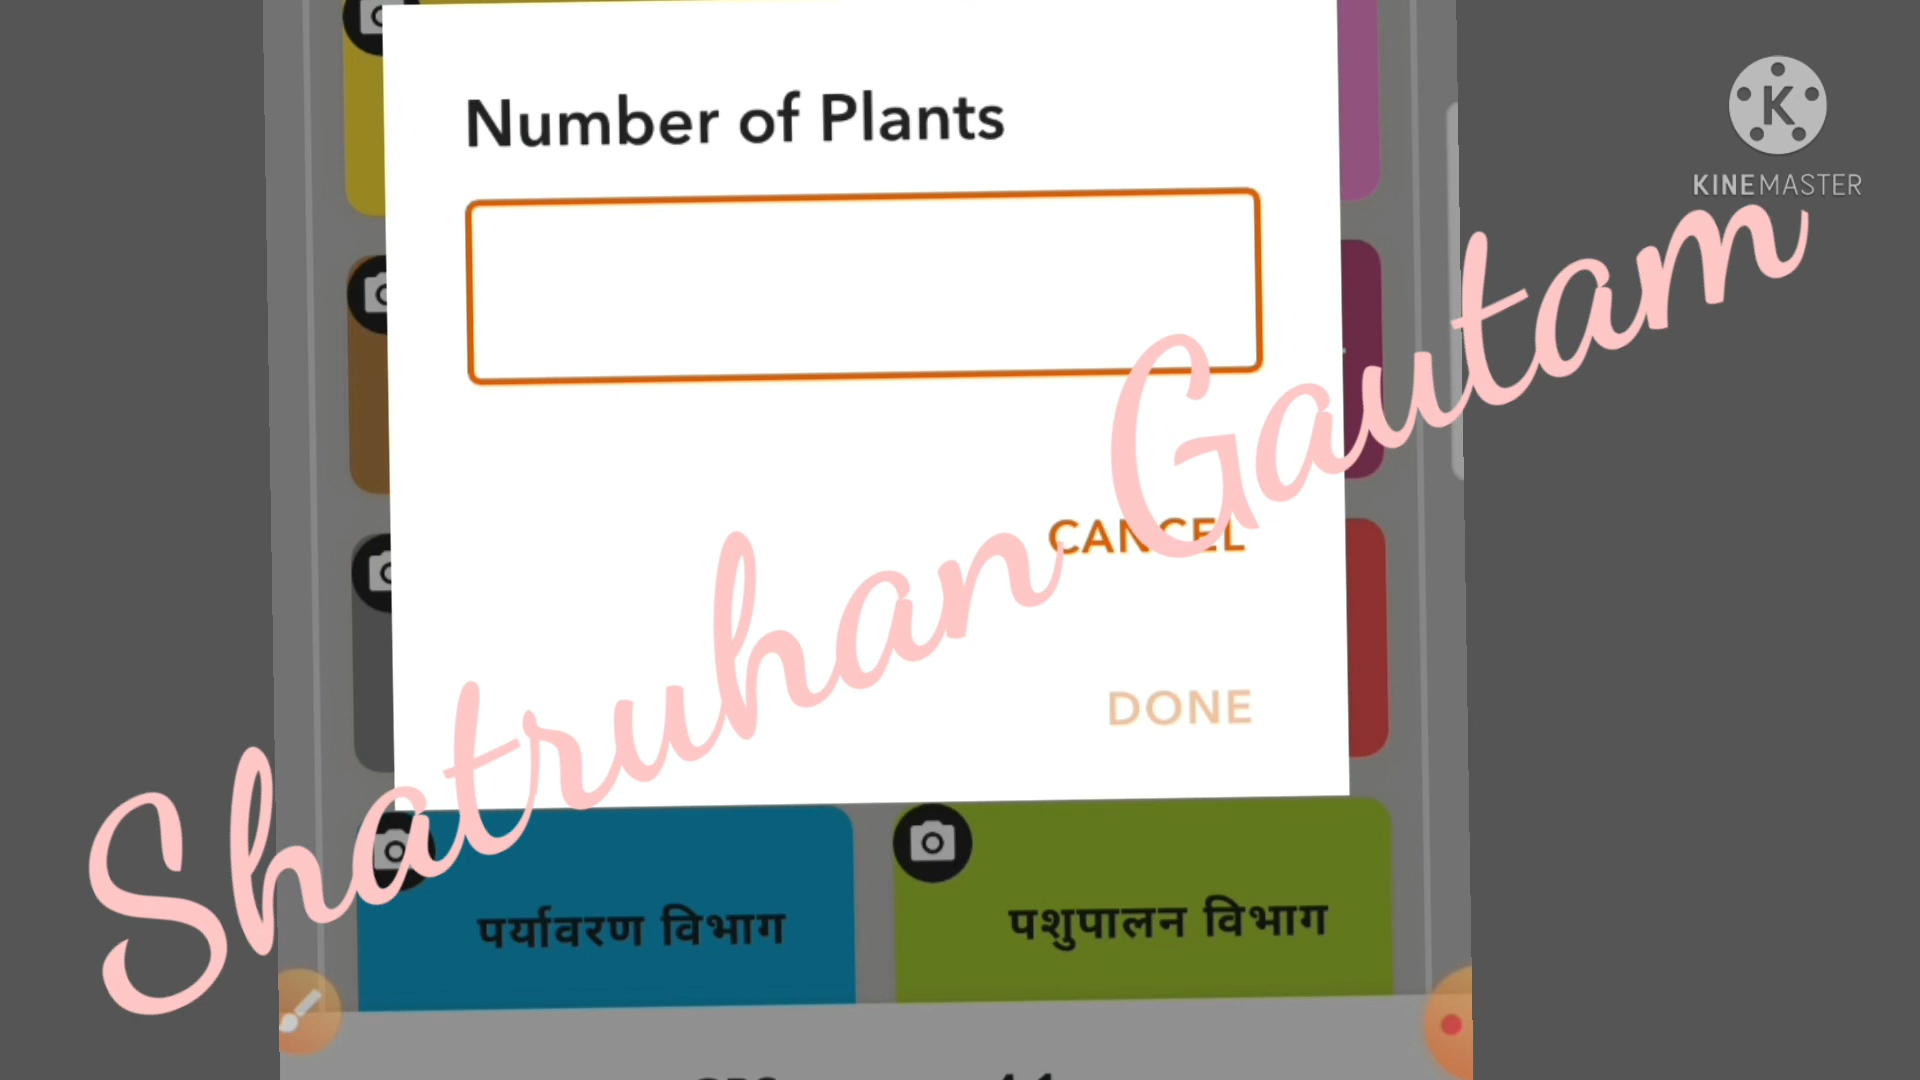 Number of Plants
KINEMASTER
Shatruhan Gautam
CANCEL
DONE
पर्यावरण विभाग
पशुपालन विभाग